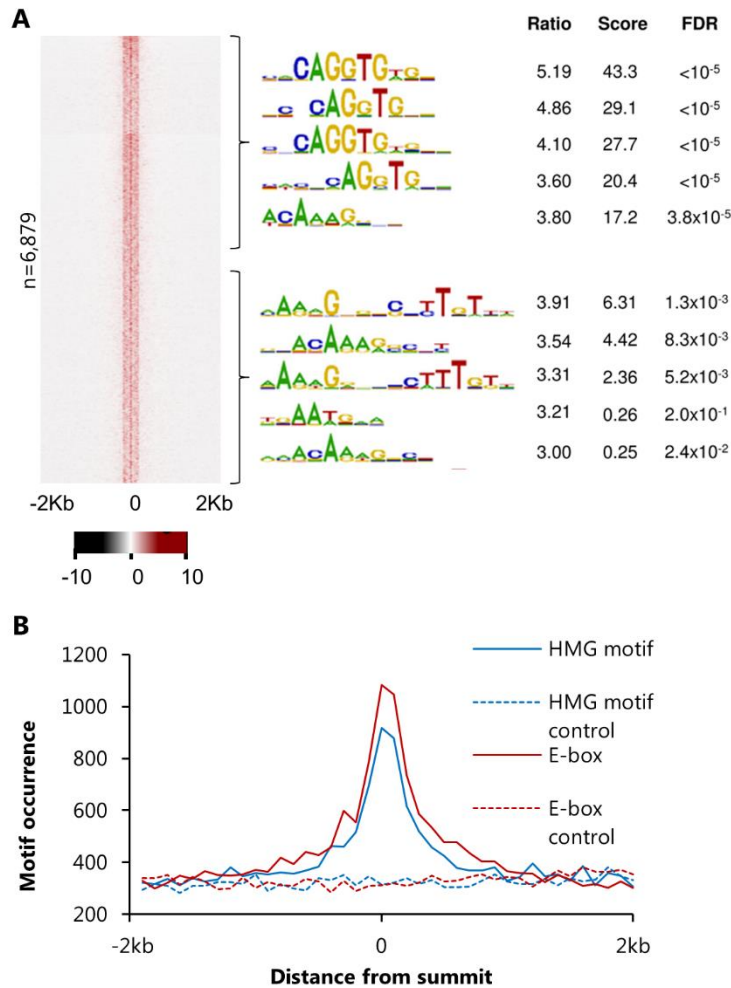 A
Ratio Score FDR
5.19 43.3 <10-5
4.86 29.1 <10-5
4.10 27.7 <10-5
3.60 20.4 <10-5
3.80 17.2 3.8x10-5
n=6,879
3.91 6.31 1.3x10-3
3.54 4.42 8.3x10-3
3.31 2.36 5.2x10-3
3.21 0.26 2.0x10-1
3.00 0.25 2.4x10-2
-2Kb 0 2Kb
-10 0 10
B
1200
1000
800
600
400
200
Motif occurrence
-2kb 0 2kb
Distance from summit
HMG motif
HMG motif
control
E-box
E-box
control